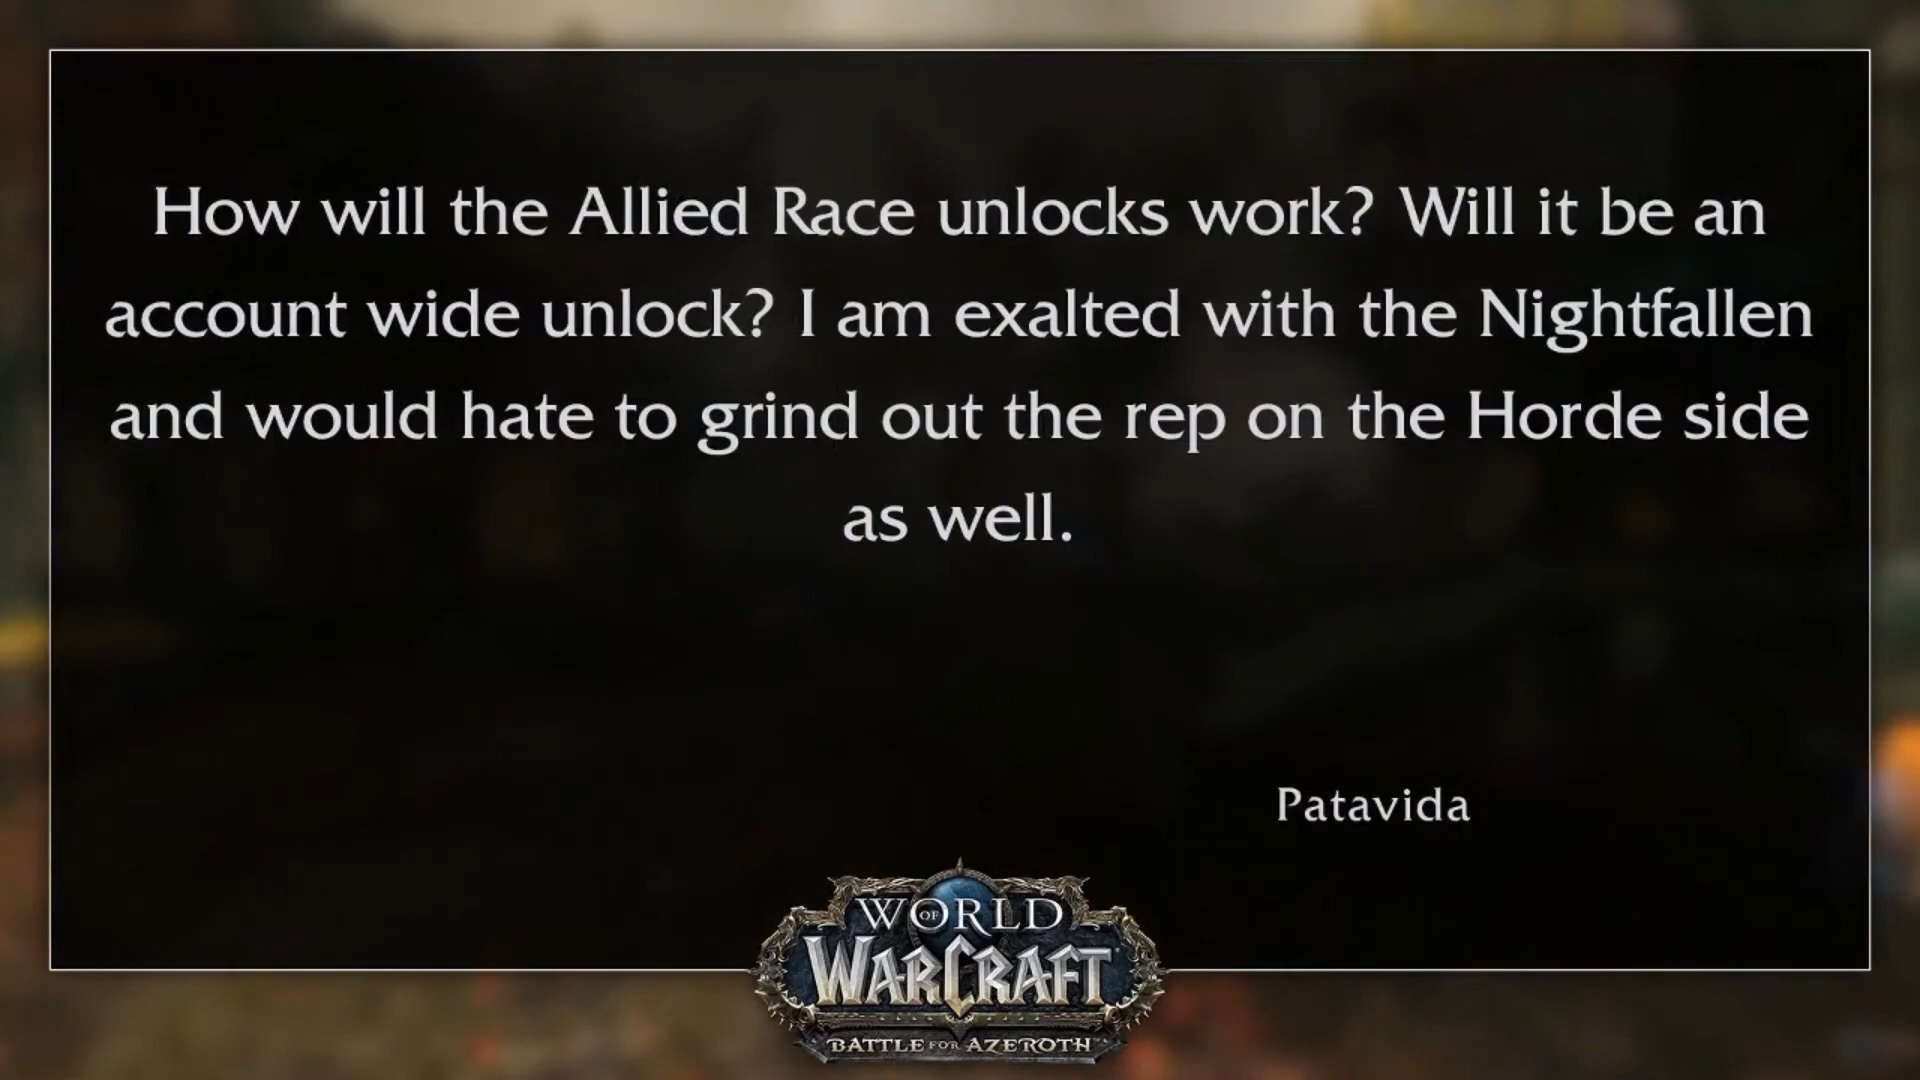 How will the Allied Race unlocks work? Will it be an
account wide unlock? I am exalted with the Nightfallen
and would hate to grind out the rep on the Horde side
as well.
Patavida
WORLD
OF
WARCRAFT
BATTLE FOR AZEROTH